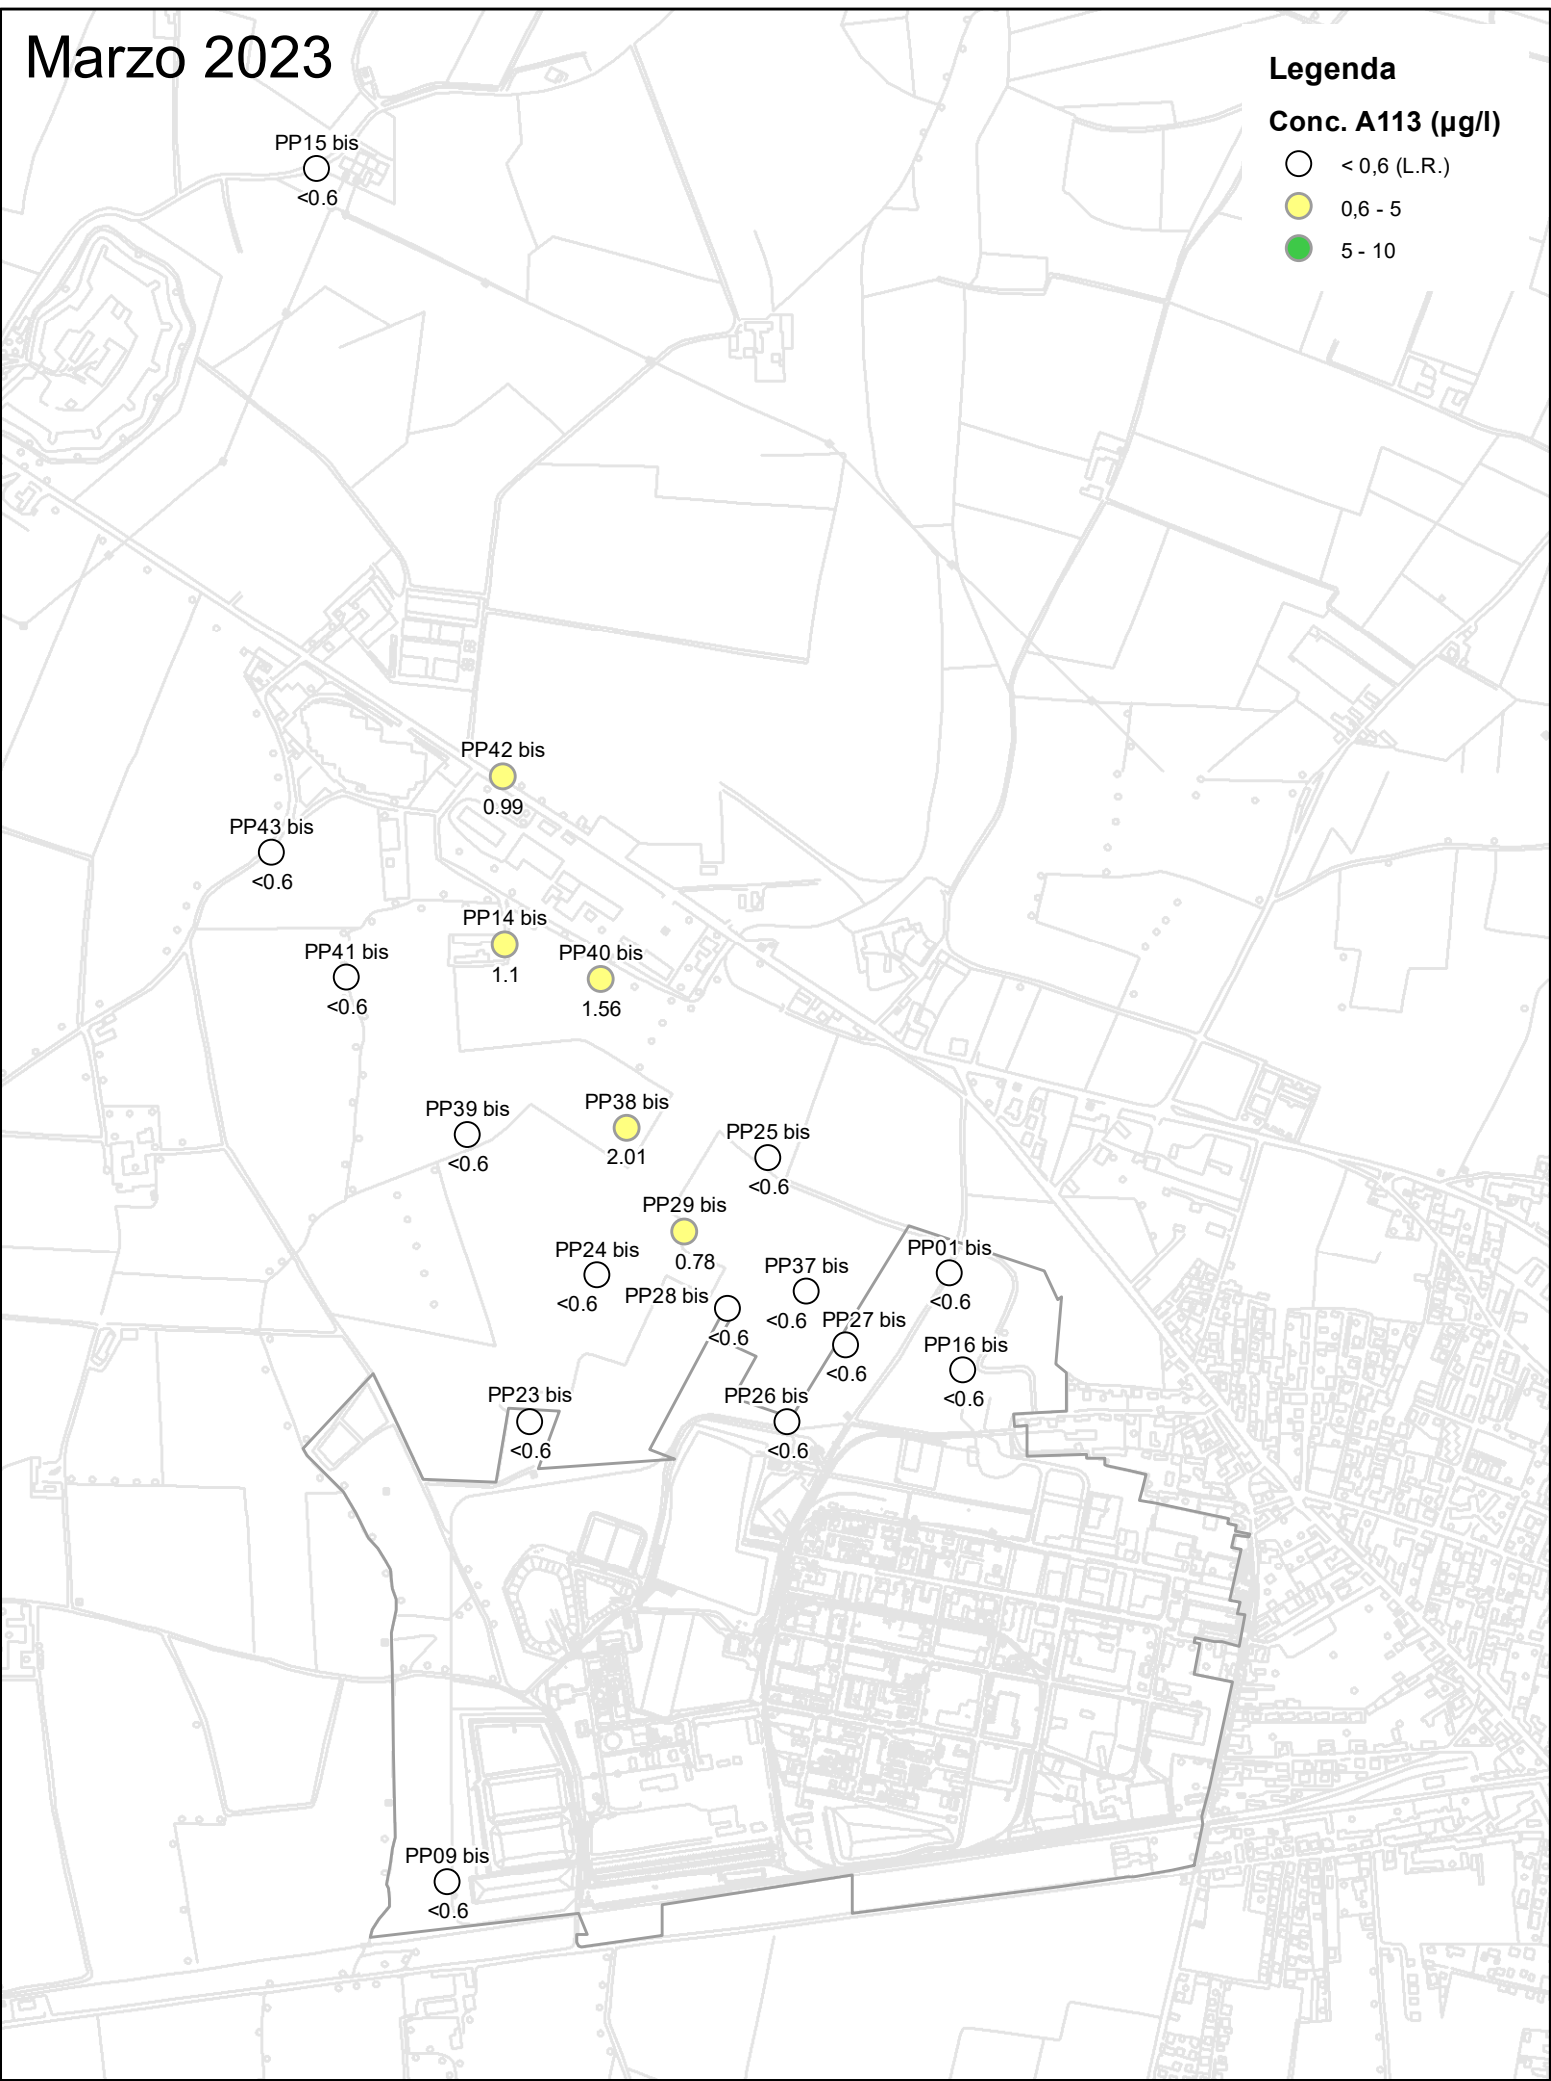 Marzo 2023
Legenda
Conc. A113 (µg/l)
< 0,6 (L.R.)
0,6 - 5
5 - 10
PP15 bis
<0.6
PP42 bis
0.99
PP43 bis
<0.6
PP14 bis
1.1
PP41 bis
<0.6
PP40 bis
1.56
PP39 bis
<0.6
PP38 bis
2.01
PP25 bis
<0.6
PP29 bis
0.78
PP24 bis
<0.6
PP28 bis
<0.6
PP37 bis
<0.6
PP01 bis
<0.6
PP27 bis
<0.6
PP16 bis
<0.6
PP23 bis
<0.6
PP26 bis
<0.6
PP09 bis
<0.6